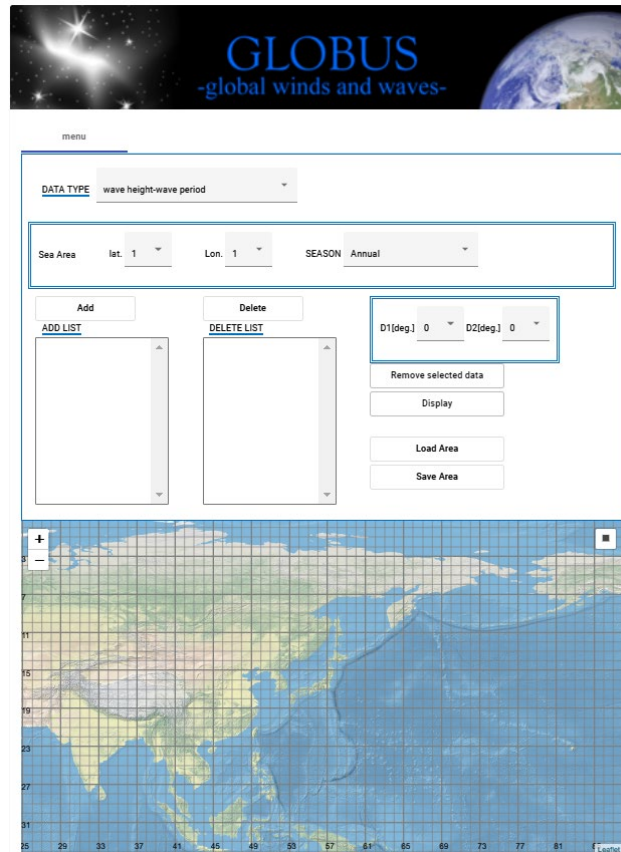 GLOBUS
-global winds and waves-
menu
DATA TYPE wave height-wave period
Sea Area lat. 1 Lon. 1 SEASON Annual
Add Delete
ADD LIST DELETE LIST
D1[deg.] 0 D2[deg.] 0
Remove selected data
Display
Load Area
Save Area
+
−
3
7
11
15
19
23
27
31
25 29 33 37 41 45 49 53 57 61 65 69 73 77 81
Leaflet